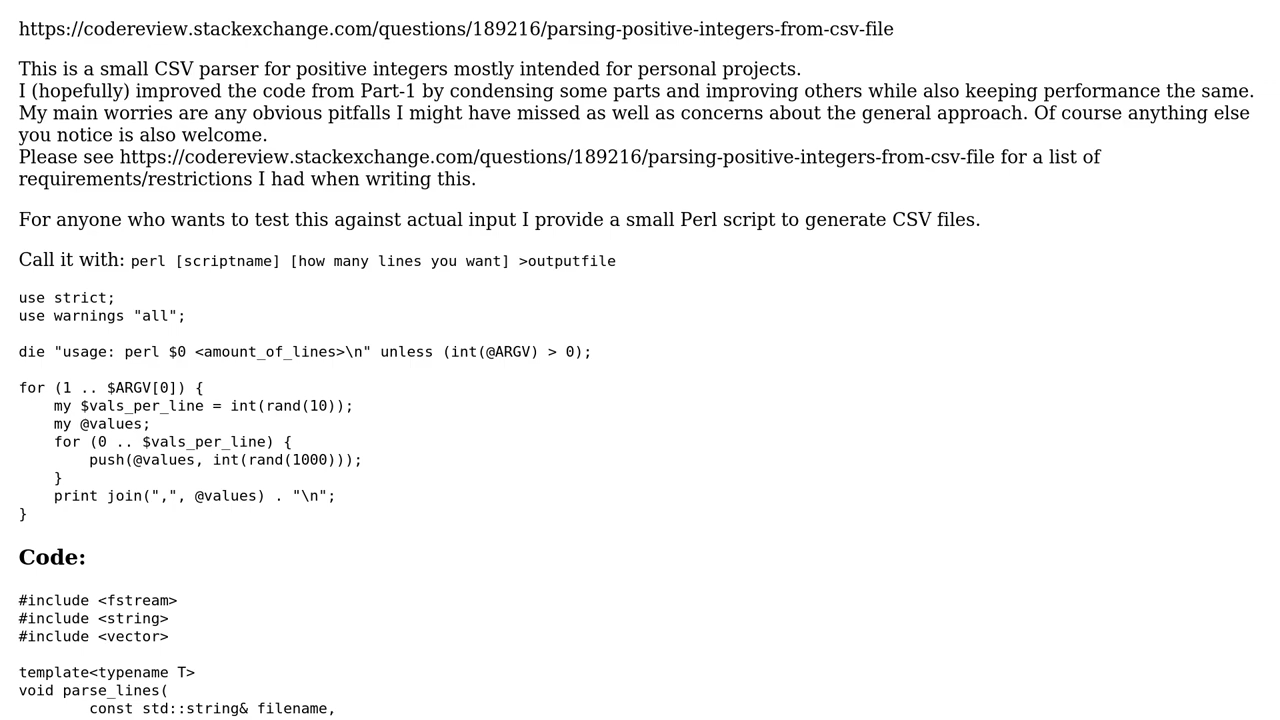 https://codereview.stackexchange.com/questions/189216/parsing-positive-integers-from-csv-file
This is a small CSV parser for positive integers mostly intended for personal projects.
I (hopefully) improved the code from Part-1 by condensing some parts and improving others while also keeping performance the same.
My main worries are any obvious pitfalls I might have missed as well as concerns about the general approach. Of course anything else
you notice is also welcome.
Please see https://codereview.stackexchange.com/questions/189216/parsing-positive-integers-from-csv-file for a list of
requirements/restrictions I had when writing this.
For anyone who wants to test this against actual input I provide a small Perl script to generate CSV files.
Call it with: perl [scriptname] [how many lines you want] >outputfile
use strict;
use warnings "all";
die "usage: perl $0 <amount_of_lines>\n" unless (int(@ARGV) > 0);
for (1 .. $ARGV[0]) {
    my $vals_per_line = int(rand(10));
    my @values;
    for (0 .. $vals_per_line) {
        push(@values, int(rand(1000)));
    }
    print join(",", @values) . "\n";
}
Code:
#include <fstream>
#include <string>
#include <vector>
template<typename T>
void parse_lines(
        const std::string& filename,